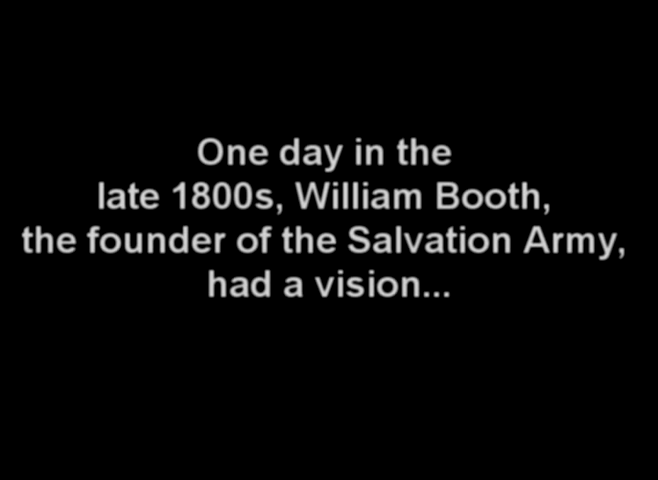 One day in the
late 1800s, William Booth,
the founder of the Salvation Army,
had a vision...